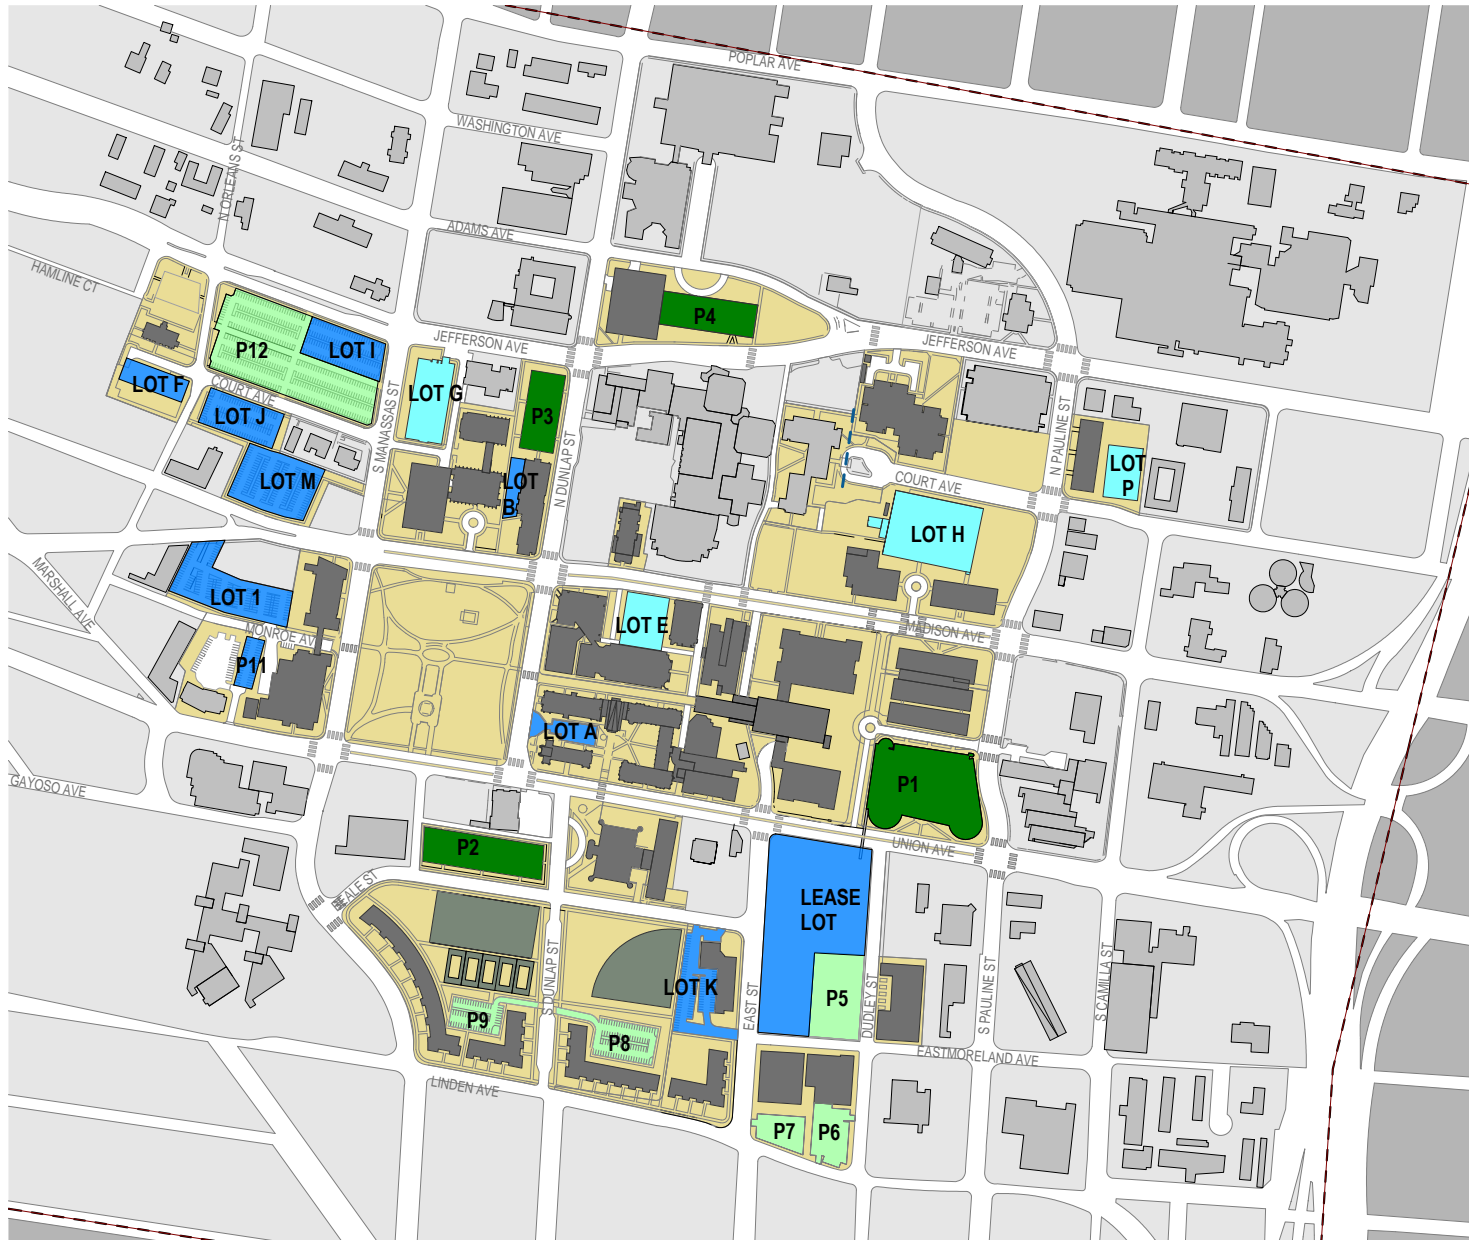 POPLAR AVE
WASHINGTON AVE
N ORLEANS ST
ADAMS AVE
HAMLINE CT
P4
JEFFERSON AVE
JEFFERSON AVE
LOT I
P12
LOT F
COURT AVE
LOT G
P3
LOT J
S MANASSAS ST
N DUNLAP ST
N PAULINE ST
LOT M
LOT
B
COURT AVE
LOT
P
LOT H
MARSHALL AVE
LOT 1
MONROE AVE
LOT E
MADISON AVE
P11
LOT A
GAYOSO AVE
P1
P2
UNION AVE
BEALE ST
LEASE
LOT
S DUNLAP ST
LOT K
EAST ST
P5
DUDLEY ST
S PAULINE ST
S CAMILLA ST
P9
P8
EASTMORELAND AVE
LINDEN AVE
P7
P6